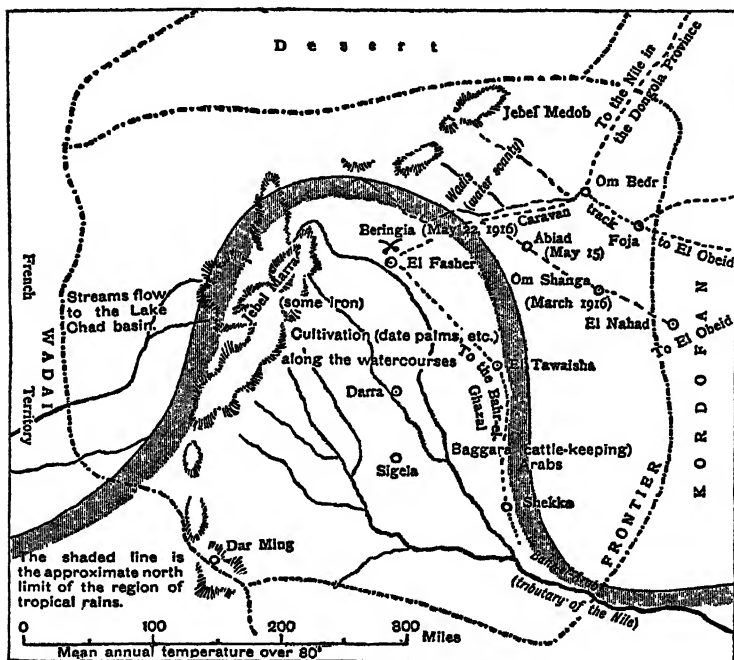 Desert
To the Nile in
the Dongola Province
Jebel Medob
Wadis
(water scanty)
Om Bedr
Caravan
track
Foja
to El Obeid
Beringia (May 22, 1916)
Abiad
(May 15)
El Fasher
Om Shanga
(March 1916)
El Nahad
To El Obeid
KORDOFAN
French
WADAI
Territory
Streams flow
to the Lake
Chad basin.
Jebel Marra
(some iron)
Cultivation (date palms, etc.)
along the watercourses
To the Bahr-el
Ghazal
El Tawaisha
Darra
Baggara (cattle-keeping)
Arabs
Sigela
Shekka
FRONTIER
Dar Ming
(tributary of the Nile)
The shaded line is
the approximate north
limit of the region of
tropical rains.
0 100 200 300 Miles
Mean annual temperature over 80°